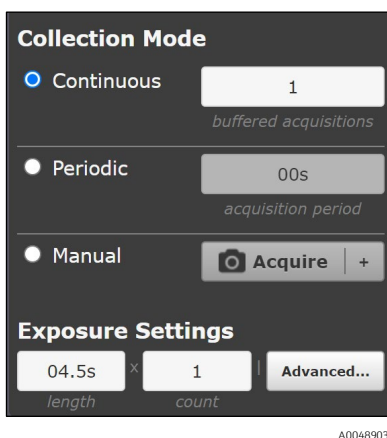 Collection Mode
Continuous
1
buffered acquisitions
Periodic
00s
acquisition period
Manual
Acquire +
Exposure Settings
04.5s x 1 | Advanced...
length count
A0048903